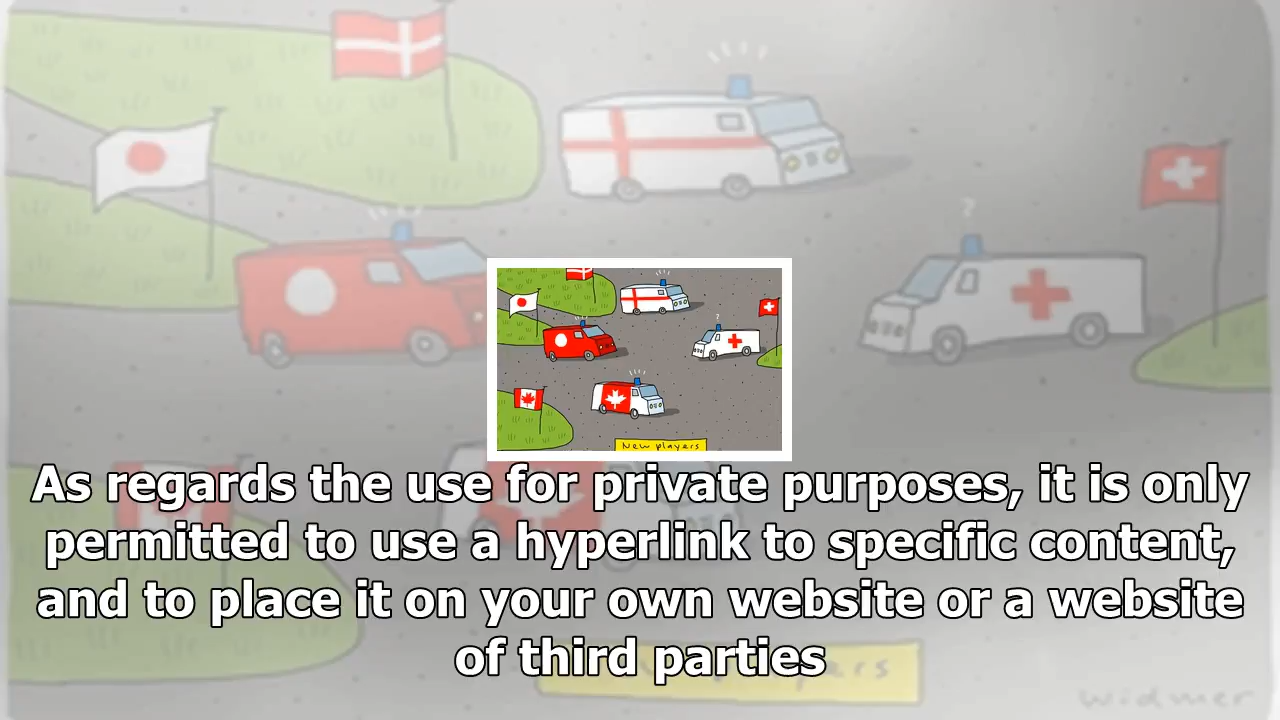 New players
As regards the use for private purposes, it is only
permitted to use a hyperlink to specific content,
and to place it on your own website or a website
of third parties
widmer